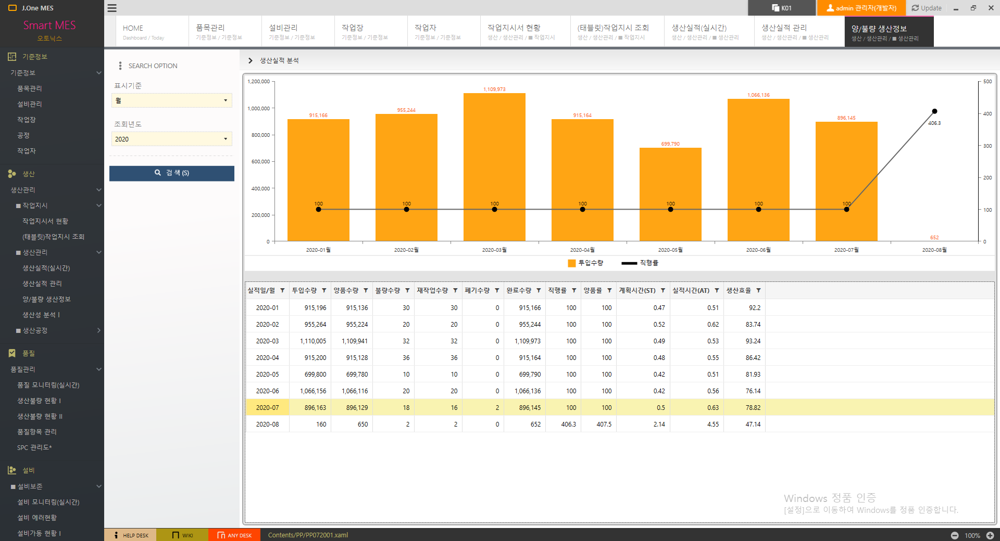 J.One MES
K01
admin 관리자(개발자)
Update
Smart MES
오토닉스
HOME
Dashboard / Today
품목관리
기준정보 / 기준정보
설비관리
기준정보 / 기준정보
작업장
기준정보 / 기준정보
작업자
기준정보 / 기준정보
작업지시서 현황
생산 / 생산관리 / ■ 작업지시
(태블릿)작업지시 조회
생산 / 생산관리 / ■ 작업지시
생산실적(실시간)
생산 / 생산관리 / ■ 생산관리
생산실적 관리
생산 / 생산관리 / ■ 생산관리
양/불량 생산정보
생산 / 생산관리 / ■ 생산관리
기준정보
기준정보
품목관리
설비관리
작업장
공정
작업자
생산
생산관리
■ 작업지시
작업지시서 현황
(태블릿)작업지시 조회
■ 생산관리
생산실적(실시간)
생산실적 관리
양/불량 생산정보
생산성 분석 I
■ 생산공정
품질
품질관리
품질 모니터링(실시간)
생산불량 현황 I
생산불량 현황 II
품질항목 관리
SPC 관리도*
설비
■ 설비보존
설비 모니터링(실시간)
설비 에러현황
설비가동 현황 I
SEARCH OPTION
표시기준
월
조회년도
2020
검 색 (S)
생산실적 분석
1,200,000
1,000,000
800,000
600,000
400,000
200,000
0
500
400
300
200
100
0
915,166
955,244
1,109,973
915,164
699,790
1,066,136
896,145
652
100
100
100
100
100
100
100
406.3
2020-01월
2020-02월
2020-03월
2020-04월
2020-05월
2020-06월
2020-07월
2020-08월
투입수량
직행률
실적일/월 투입수량 양품수량 불량수량 재작업수량 폐기수량 완료수량 직행률 양품률 계획시간(ST) 실적시간(AT) 생산효율
2020-01 915,196 915,136 30 30 0 915,166 100 100 0.47 0.51 92.2
2020-02 955,264 955,224 20 20 0 955,244 100 100 0.52 0.62 83.74
2020-03 1,110,005 1,109,941 32 32 0 1,109,973 100 100 0.49 0.53 93.24
2020-04 915,200 915,128 36 36 0 915,164 100 100 0.48 0.55 86.42
2020-05 699,800 699,780 10 10 0 699,790 100 100 0.42 0.51 81.93
2020-06 1,066,156 1,066,116 20 20 0 1,066,136 100 100 0.42 0.56 76.14
2020-07 896,163 896,129 18 16 2 896,145 100 100 0.5 0.63 78.82
2020-08 160 650 2 2 0 652 406.3 407.5 2.14 4.55 47.14
Windows 정품 인증
[설정]으로 이동하여 Windows를 정품 인증합니다.
HELP DESK
WIKI
ANY DESK
Contents/PP/PP072001.xaml
100%